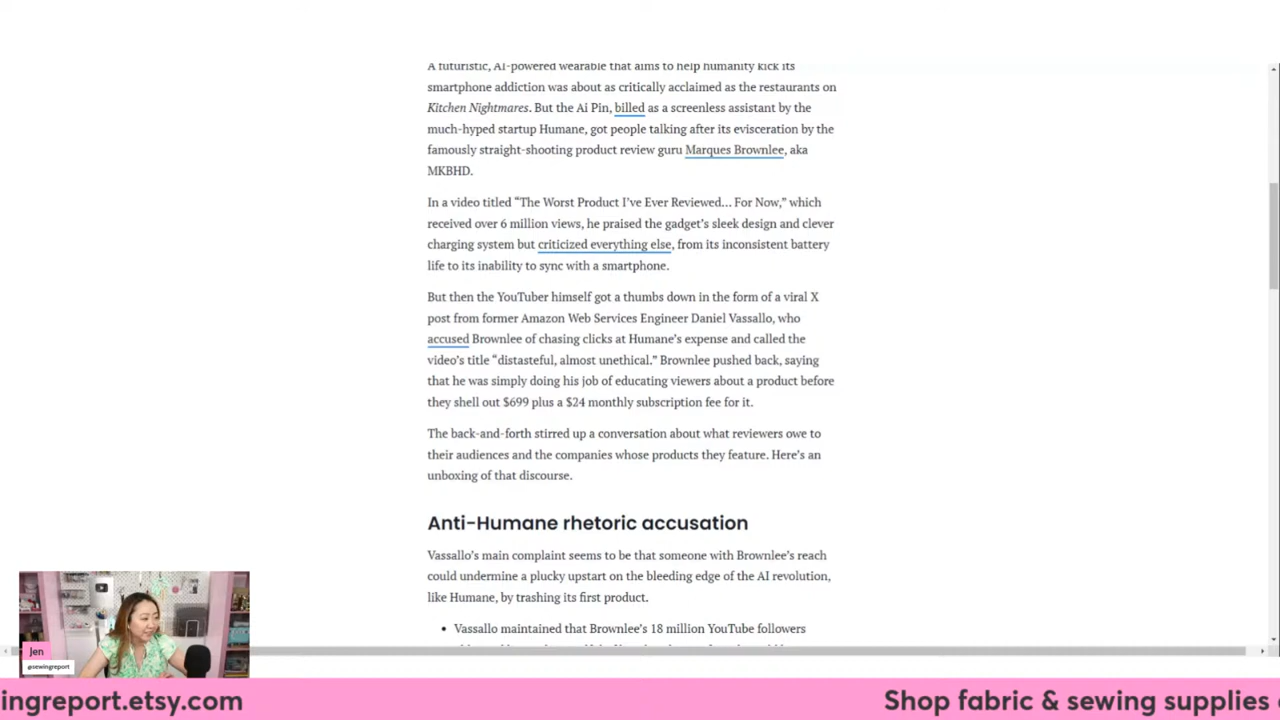 A futuristic, AI-powered wearable that aims to help humanity kick its
smartphone addiction was about as critically acclaimed as the restaurants on
Kitchen Nightmares. But the Ai Pin, billed as a screenless assistant by the
much-hyped startup Humane, got people talking after its evisceration by the
famously straight-shooting product review guru Marques Brownlee, aka
MKBHD.
In a video titled “The Worst Product I’ve Ever Reviewed… For Now,” which
received over 6 million views, he praised the gadget’s sleek design and clever
charging system but criticized everything else, from its inconsistent battery
life to its inability to sync with a smartphone.
But then the YouTuber himself got a thumbs down in the form of a viral X
post from former Amazon Web Services Engineer Daniel Vassallo, who
accused Brownlee of chasing clicks at Humane’s expense and called the
video’s title “distasteful, almost unethical.” Brownlee pushed back, saying
that he was simply doing his job of educating viewers about a product before
they shell out $699 plus a $24 monthly subscription fee for it.
The back-and-forth stirred up a conversation about what reviewers owe to
their audiences and the companies whose products they feature. Here’s an
unboxing of that discourse.
Anti-Humane rhetoric accusation
Vassallo’s main complaint seems to be that someone with Brownlee’s reach
could undermine a plucky upstart on the bleeding edge of the AI revolution,
like Humane, by trashing its first product.
• Vassallo maintained that Brownlee’s 18 million YouTube followers
Jen
@sewingreport
ingreport.etsy.com
Shop fabric & sewing supplies